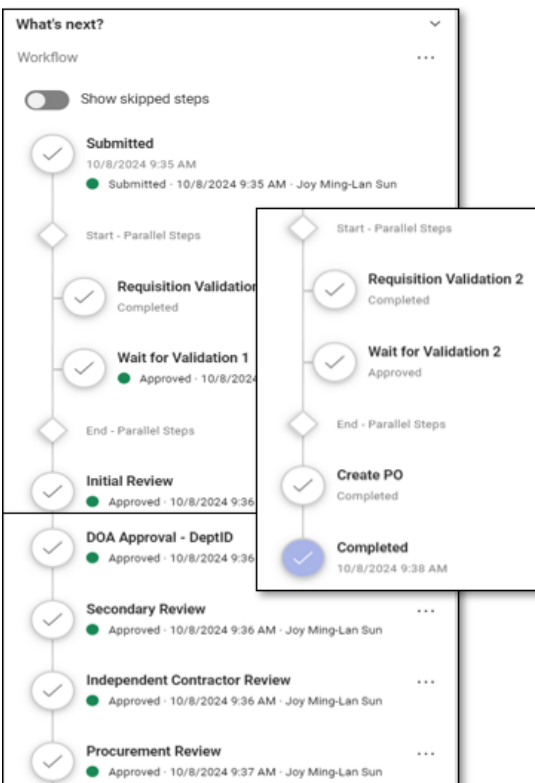 What's next?
Workflow
...
Show skipped steps
Submitted
10/8/2024 9:35 AM
Submitted · 10/8/2024 9:35 AM · Joy Ming-Lan Sun
Start - Parallel Steps
Requisition Validation
Completed
Wait for Validation 1
Approved · 10/8/2024
End - Parallel Steps
Initial Review
Approved · 10/8/2024 9:36
DOA Approval - DeptID
Approved · 10/8/2024 9:36
Secondary Review
...
Approved · 10/8/2024 9:36 AM · Joy Ming-Lan Sun
Independent Contractor Review
...
Approved · 10/8/2024 9:36 AM · Joy Ming-Lan Sun
Procurement Review
...
Approved · 10/8/2024 9:37 AM · Joy Ming-Lan Sun
Start - Parallel Steps
Requisition Validation 2
Completed
Wait for Validation 2
Approved
End - Parallel Steps
Create PO
Completed
Completed
10/8/2024 9:38 AM